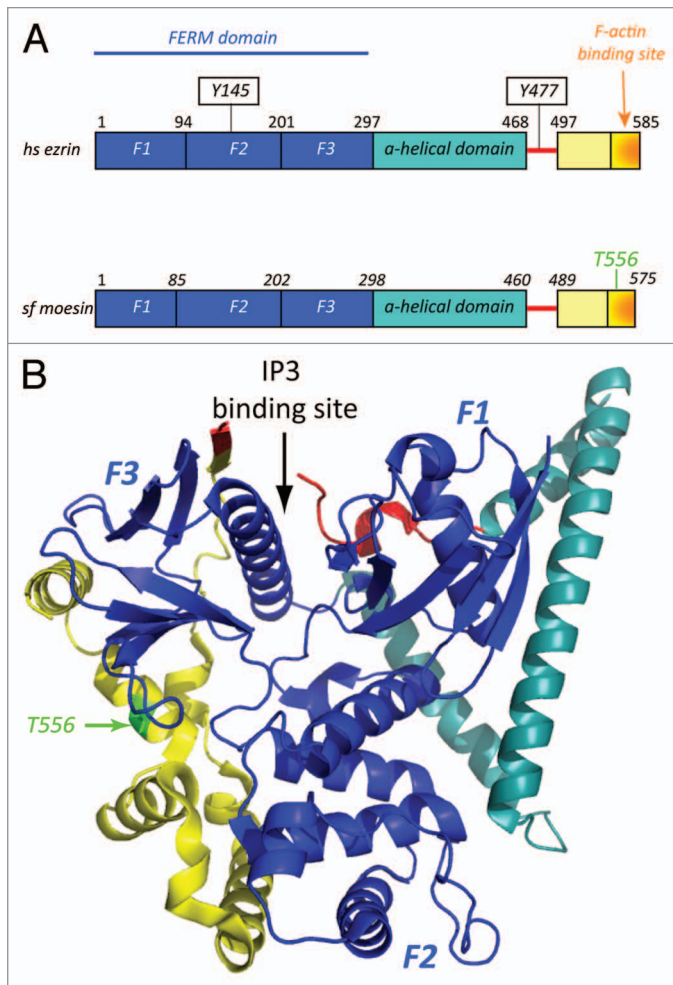 A
FERM domain
F-actin
binding site
Y145
Y477
1 94 201 297 468 497 585
hs ezrin F1 F2 F3 a-helical domain
T556
1 85 202 298 460 489 575
sf moesin F1 F2 F3 a-helical domain
B
IP3
binding site
F1
F3
T556
F2